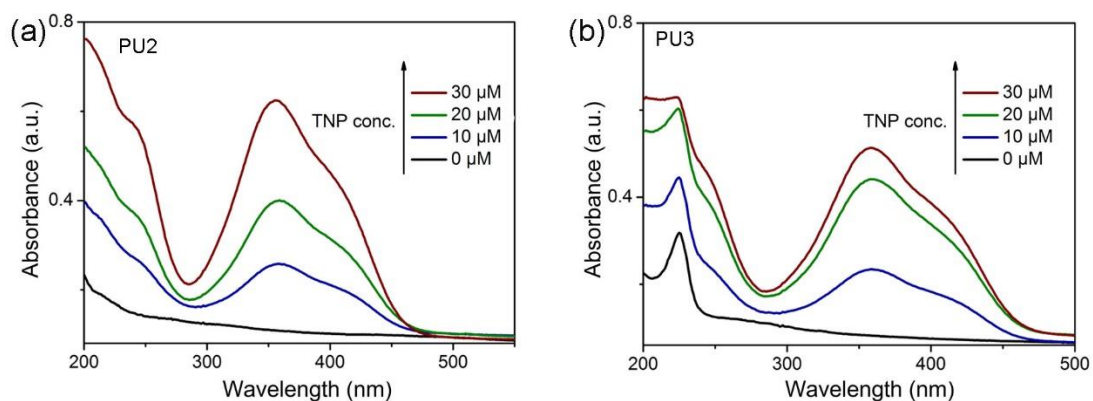 (a)
PU2
0.8
0.4
Absorbance (a.u.)
TNP conc.
30 µM
20 µM
10 µM
0 µM
200
300
400
500
Wavelength (nm)
(b)
PU3
0.8
0.4
Absorbance (a.u.)
TNP conc.
30 µM
20 µM
10 µM
0 µM
200
300
400
500
Wavelength (nm)